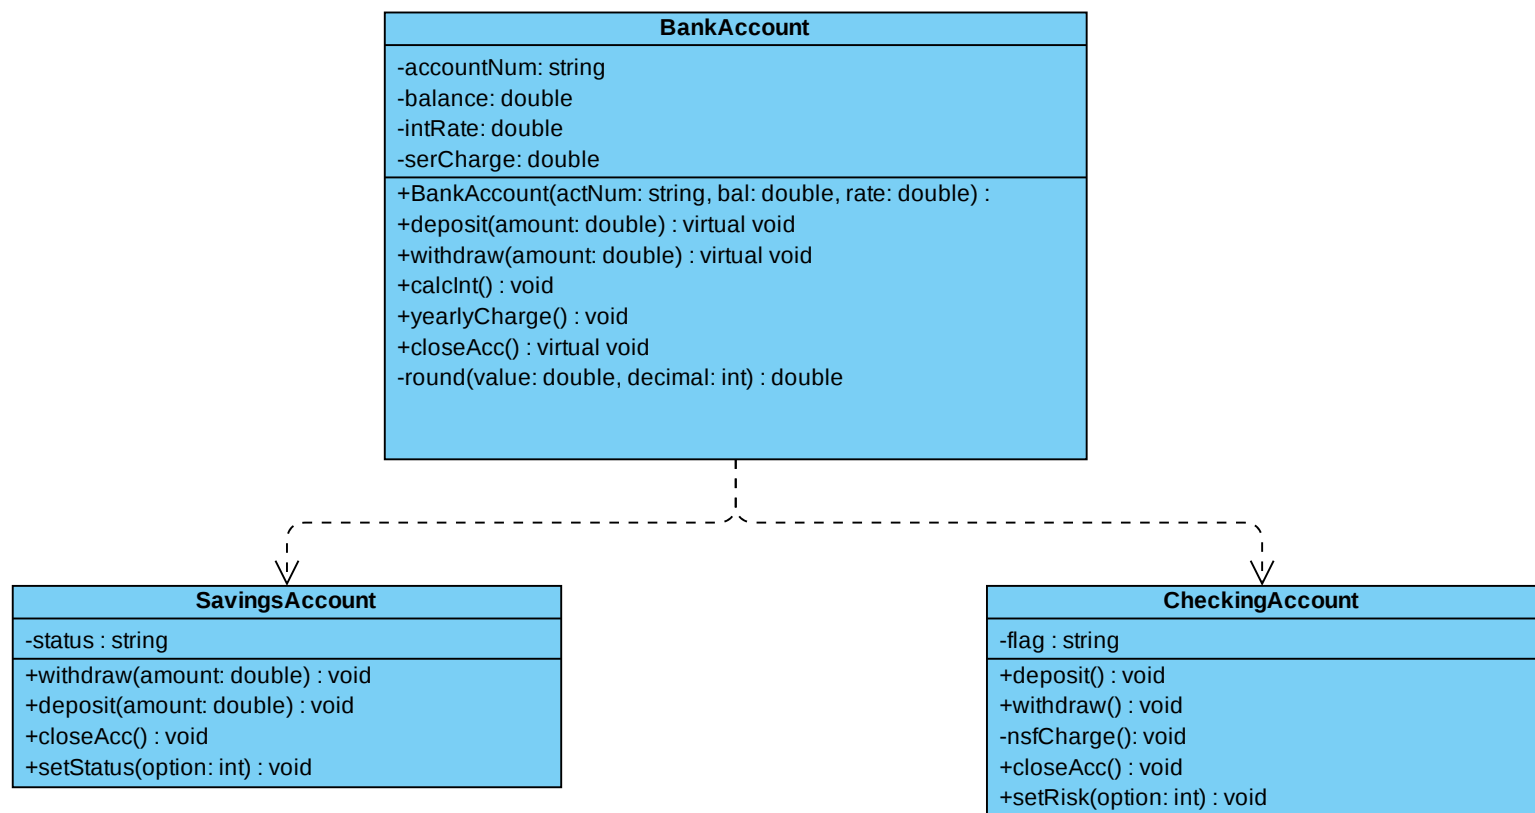 BankAccount
-accountNum: string
-balance: double
-intRate: double
-serCharge: double
+BankAccount(actNum: string, bal: double, rate: double) :
+deposit(amount: double) : virtual void
+withdraw(amount: double) : virtual void
+calcInt() : void
+yearlyCharge() : void
+closeAcc() : virtual void
-round(value: double, decimal: int) : double
SavingsAccount
-status : string
+withdraw(amount: double) : void
+deposit(amount: double) : void
+closeAcc() : void
+setStatus(option: int) : void
CheckingAccount
-flag : string
+deposit() : void
+withdraw() : void
-nsfCharge(): void
+closeAcc() : void
+setRisk(option: int) : void